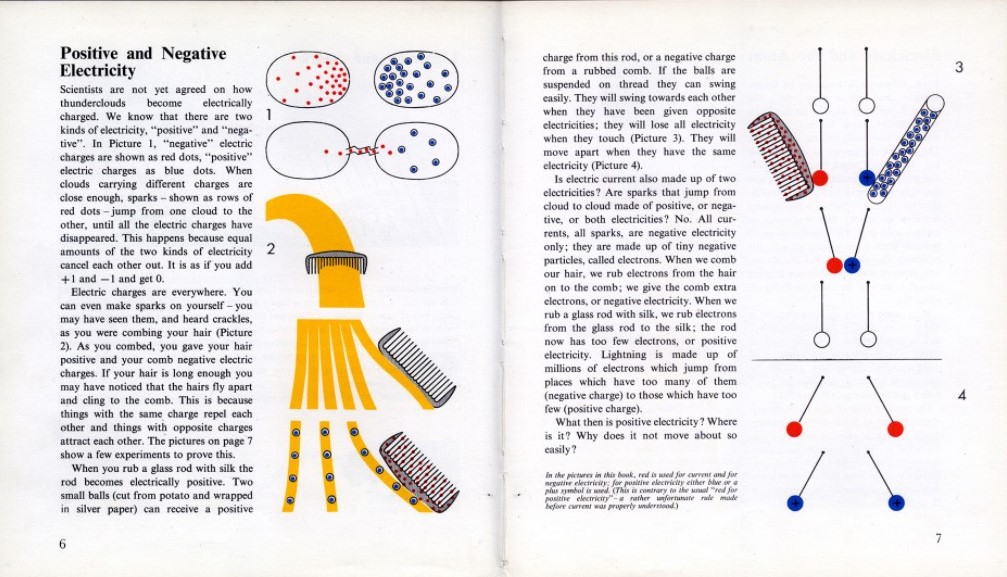 Positive and Negative
Electricity
Scientists are not yet agreed on how
thunderclouds become electrically
charged. We know that there are two
kinds of electricity, "positive" and "nega-
tive". In Picture 1, "negative" electric
charges are shown as red dots, "positive"
electric charges as blue dots. When
clouds carrying different charges are
close enough, sparks – shown as rows of
red dots – jump from one cloud to the
other, until all the electric charges have
disappeared. This happens because equal
amounts of the two kinds of electricity
cancel each other out. It is as if you add
+1 and −1 and get 0.
Electric charges are everywhere. You
can even make sparks on yourself – you
may have seen them, and heard crackles,
as you were combing your hair (Picture
2). As you combed, you gave your hair
positive and your comb negative electric
charges. If your hair is long enough you
may have noticed that the hairs fly apart
and cling to the comb. This is because
things with the same charge repel each
other and things with opposite charges
attract each other. The pictures on page 7
show a few experiments to prove this.
When you rub a glass rod with silk the
rod becomes electrically positive. Two
small balls (cut from potato and wrapped
in silver paper) can receive a positive
6
1
2
charge from this rod, or a negative charge
from a rubbed comb. If the balls are
suspended on thread they can swing
easily. They will swing towards each other
when they have been given opposite
electricities; they will lose all electricity
when they touch (Picture 3). They will
move apart when they have the same
electricity (Picture 4).
Is electric current also made up of two
electricities? Are sparks that jump from
cloud to cloud made of positive, or nega-
tive, or both electricities? No. All cur-
rents, all sparks, are negative electricity
only; they are made up of tiny negative
particles, called electrons. When we comb
our hair, we rub electrons from the hair
on to the comb; we give the comb extra
electrons, or negative electricity. When we
rub a glass rod with silk, we rub electrons
from the glass rod to the silk; the rod
now has too few electrons, or positive
electricity. Lightning is made up of
millions of electrons which jump from
places which have too many of them
(negative charge) to those which have too
few (positive charge).
What then is positive electricity? Where
is it? Why does it not move about so
easily?
In the pictures in this book, red is used for current and for
negative electricity; for positive electricity either blue or a
plus symbol is used. (This is contrary to the usual "red for
positive electricity" – a rather unfortunate rule made
before current was properly understood.)
3
4
7